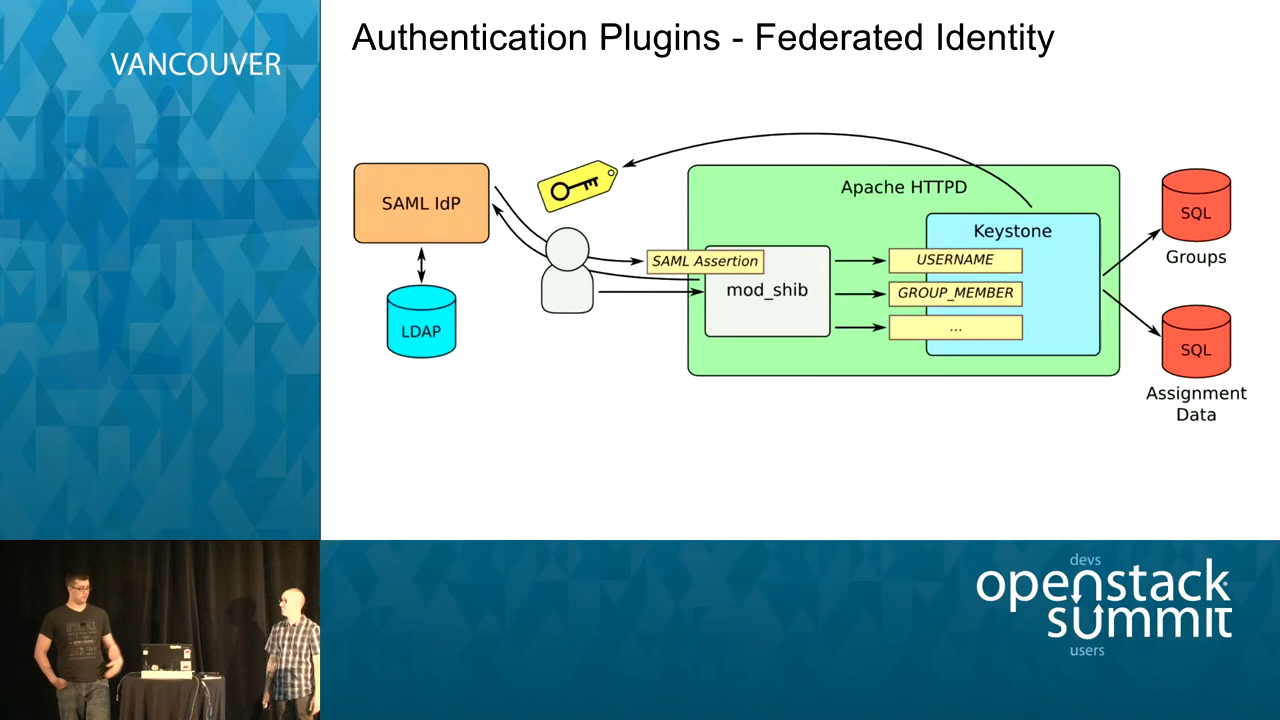 VANCOUVER
Authentication Plugins - Federated Identity
SAML IdP
LDAP
SAML Assertion
mod_shib
Apache HTTPD
Keystone
USERNAME
GROUP_MEMBER
...
SQL
Groups
SQL
Assignment
Data
devs
openstack
summit
users